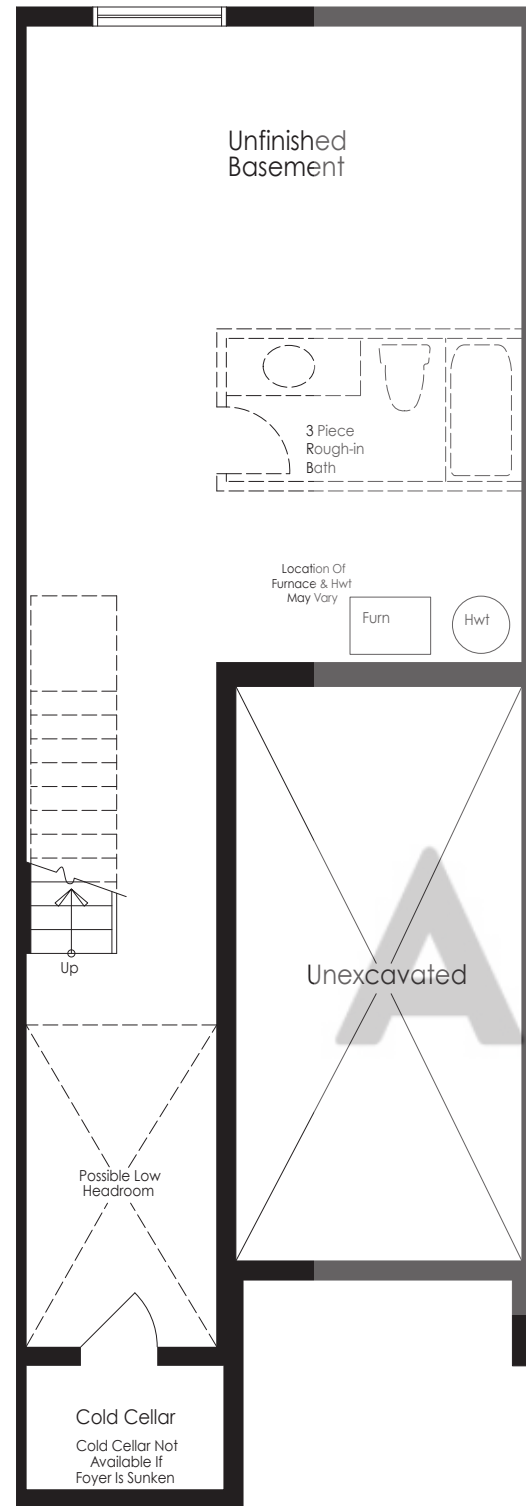 Unfinished
Basement
3 Piece
Rough-in
Bath
Location Of
Furnace & Hwt
May Vary
Furn
Hwt
Up
Unexcavated
A
Possible Low
Headroom
Cold Cellar
Cold Cellar Not
Available If
Foyer Is Sunken